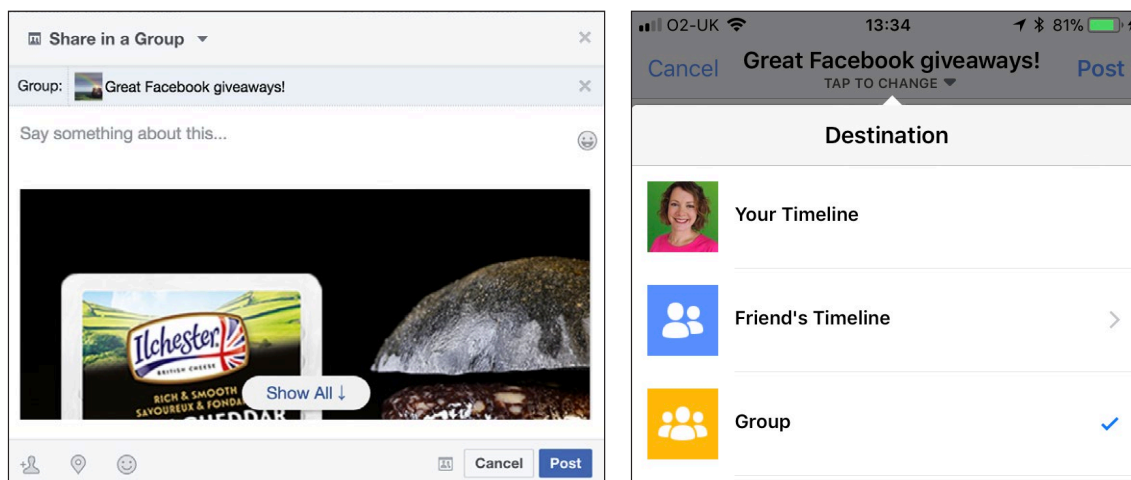 Share in a Group
Group: Great Facebook giveaways!
Say something about this...
Ilchester
BRITISH CHEESE
RICH & SMOOTH
SAVOUREUX & FONDA
CHEDDAR
Show All ↓
Cancel Post
O2-UK 13:34 81%
Cancel Great Facebook giveaways! Post
TAP TO CHANGE
Destination
Your Timeline
Friend's Timeline
Group